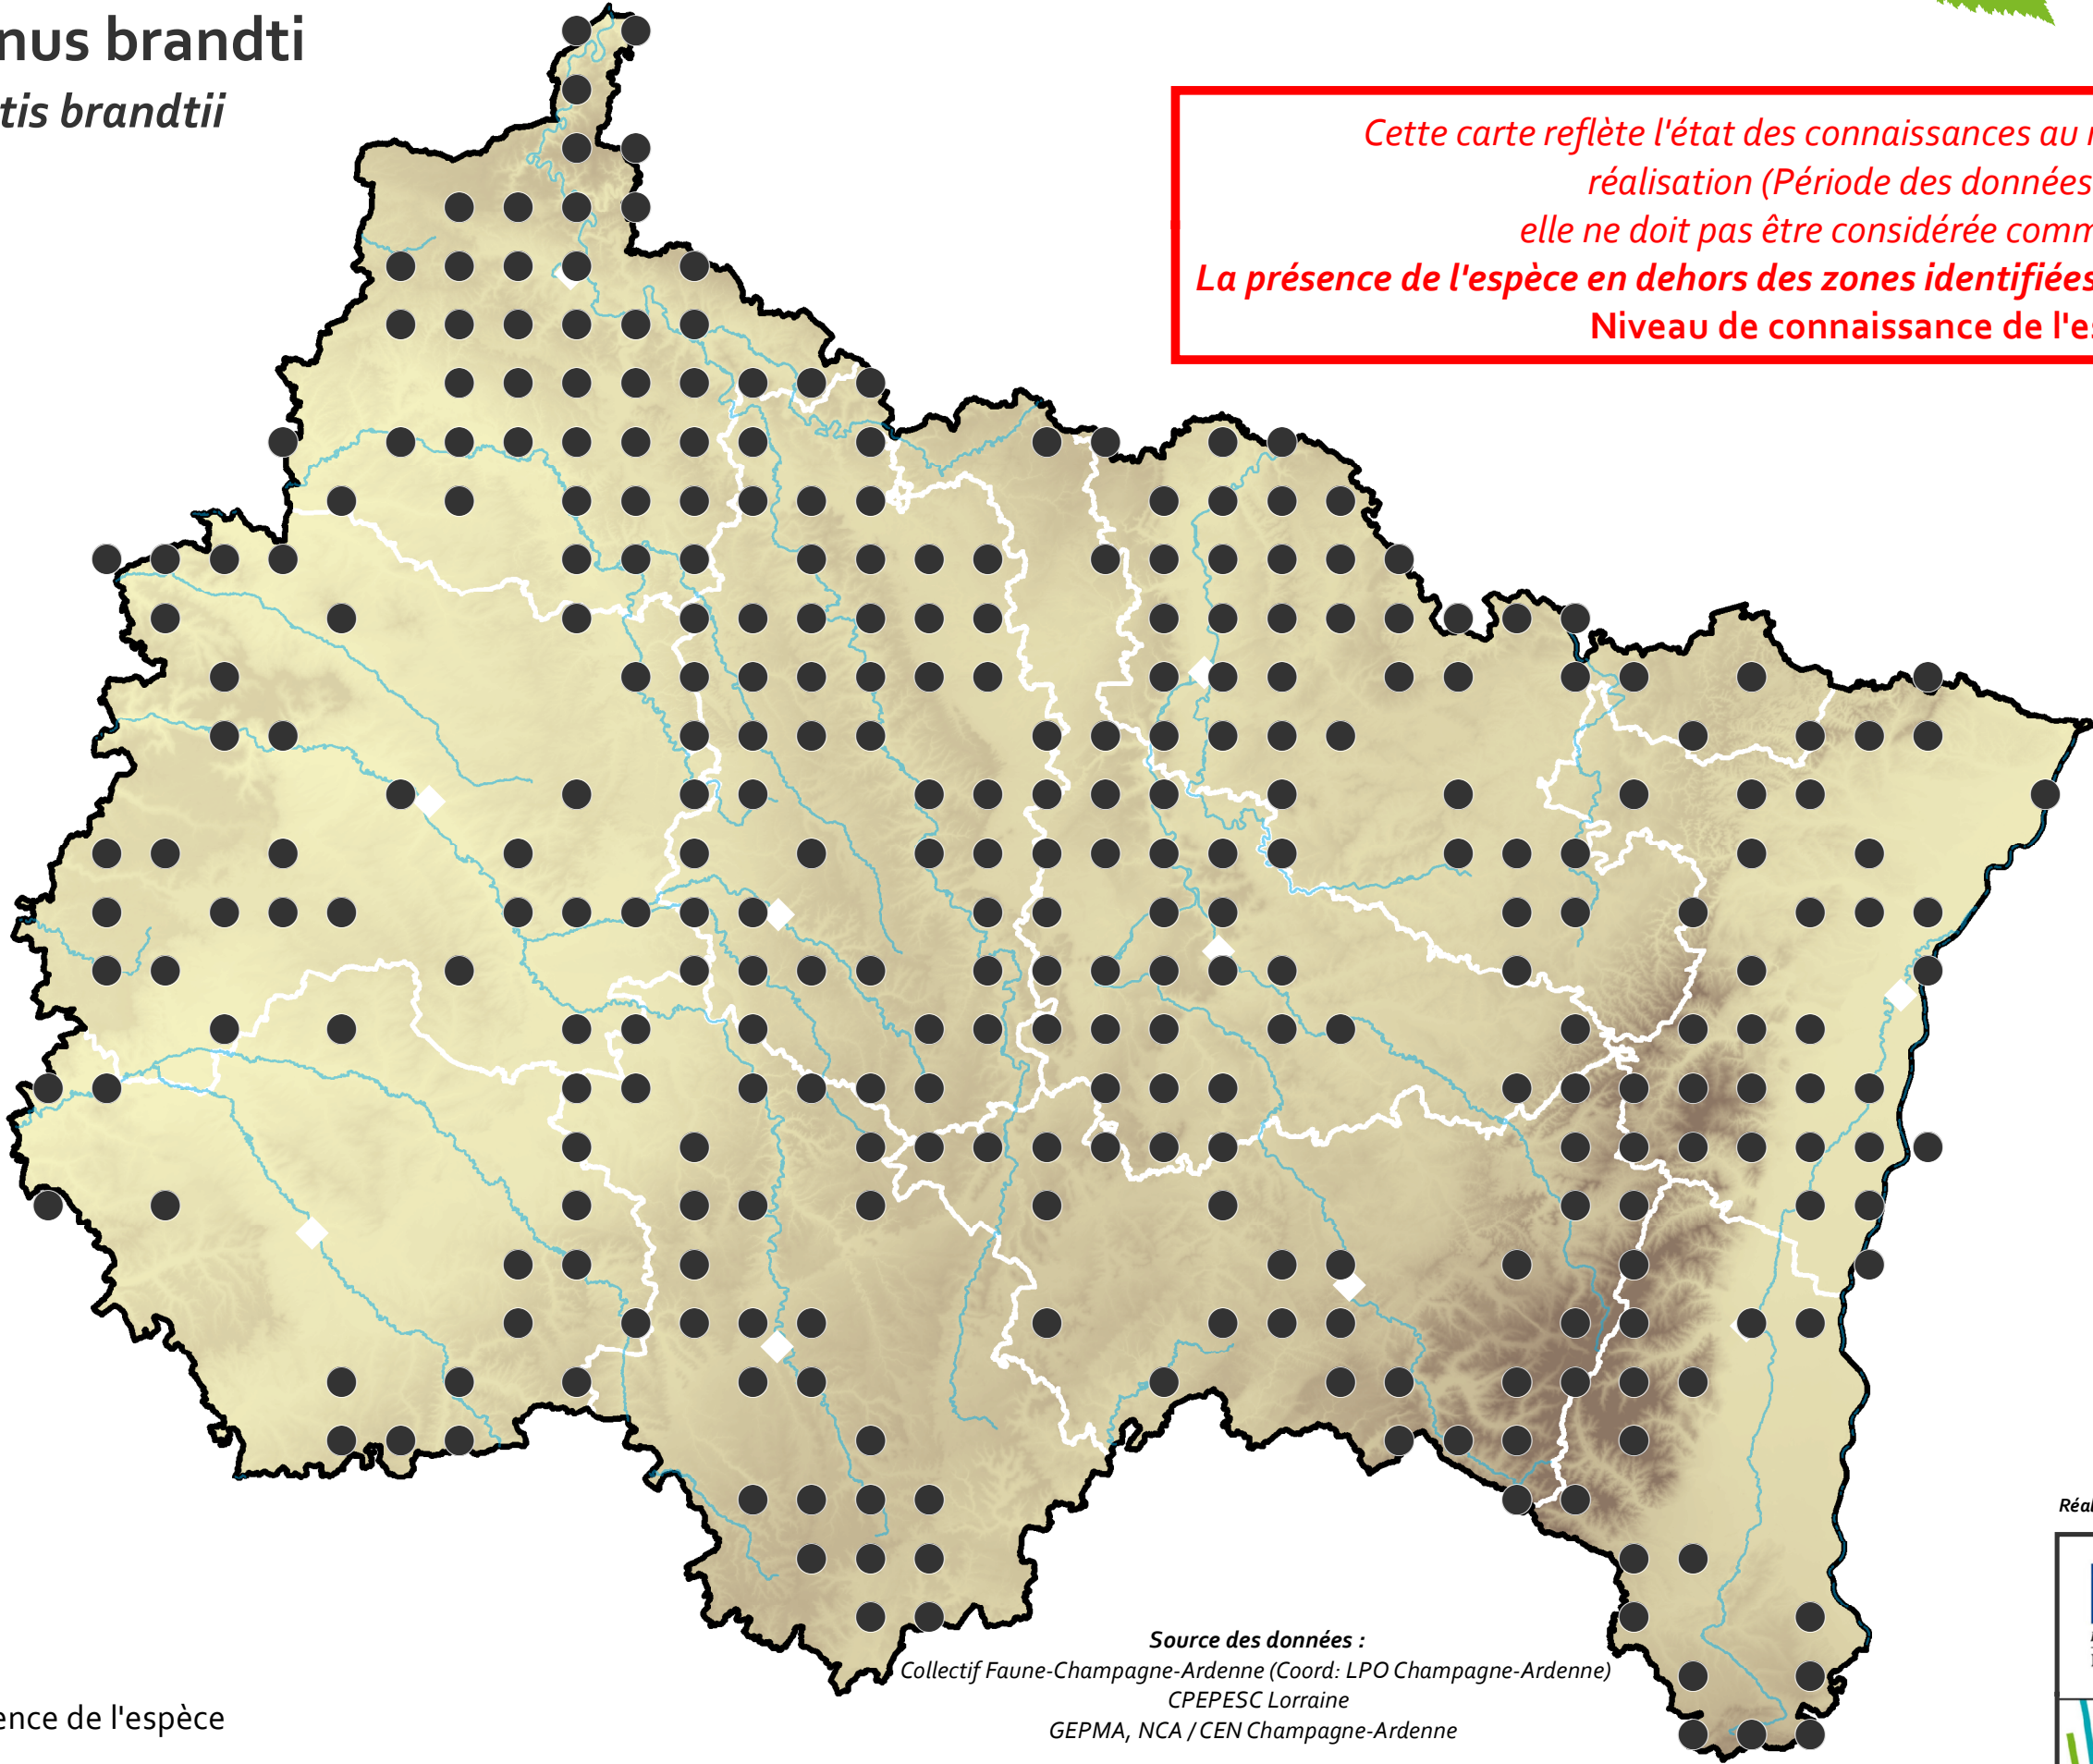 nus brandti
tis brandtii
Cette carte reflète l'état des connaissances au
réalisation (Période des données
elle ne doit pas être considérée comm
La présence de l'espèce en dehors des zones identifiées
Niveau de connaissance de l'es
Réal
Source des données :
Collectif Faune-Champagne-Ardenne (Coord: LPO Champagne-Ardenne)
CPEPESC Lorraine
GEPMA, NCA / CEN Champagne-Ardenne
ence de l'espèce